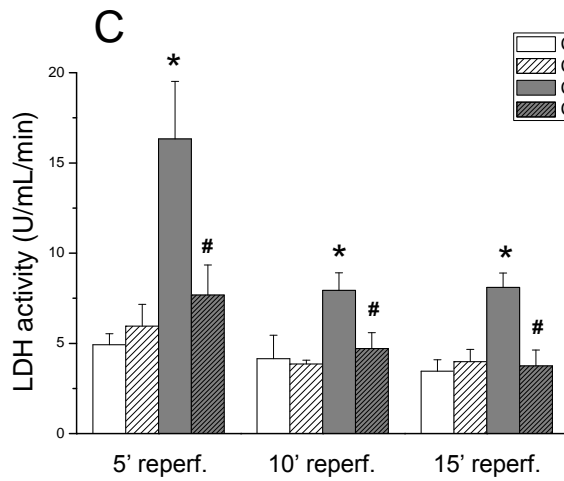 C
LDH activity (U/mL/min)
20
15
10
5
0
*
#
*
#
*
#
5' reperf.
10' reperf.
15' reperf.